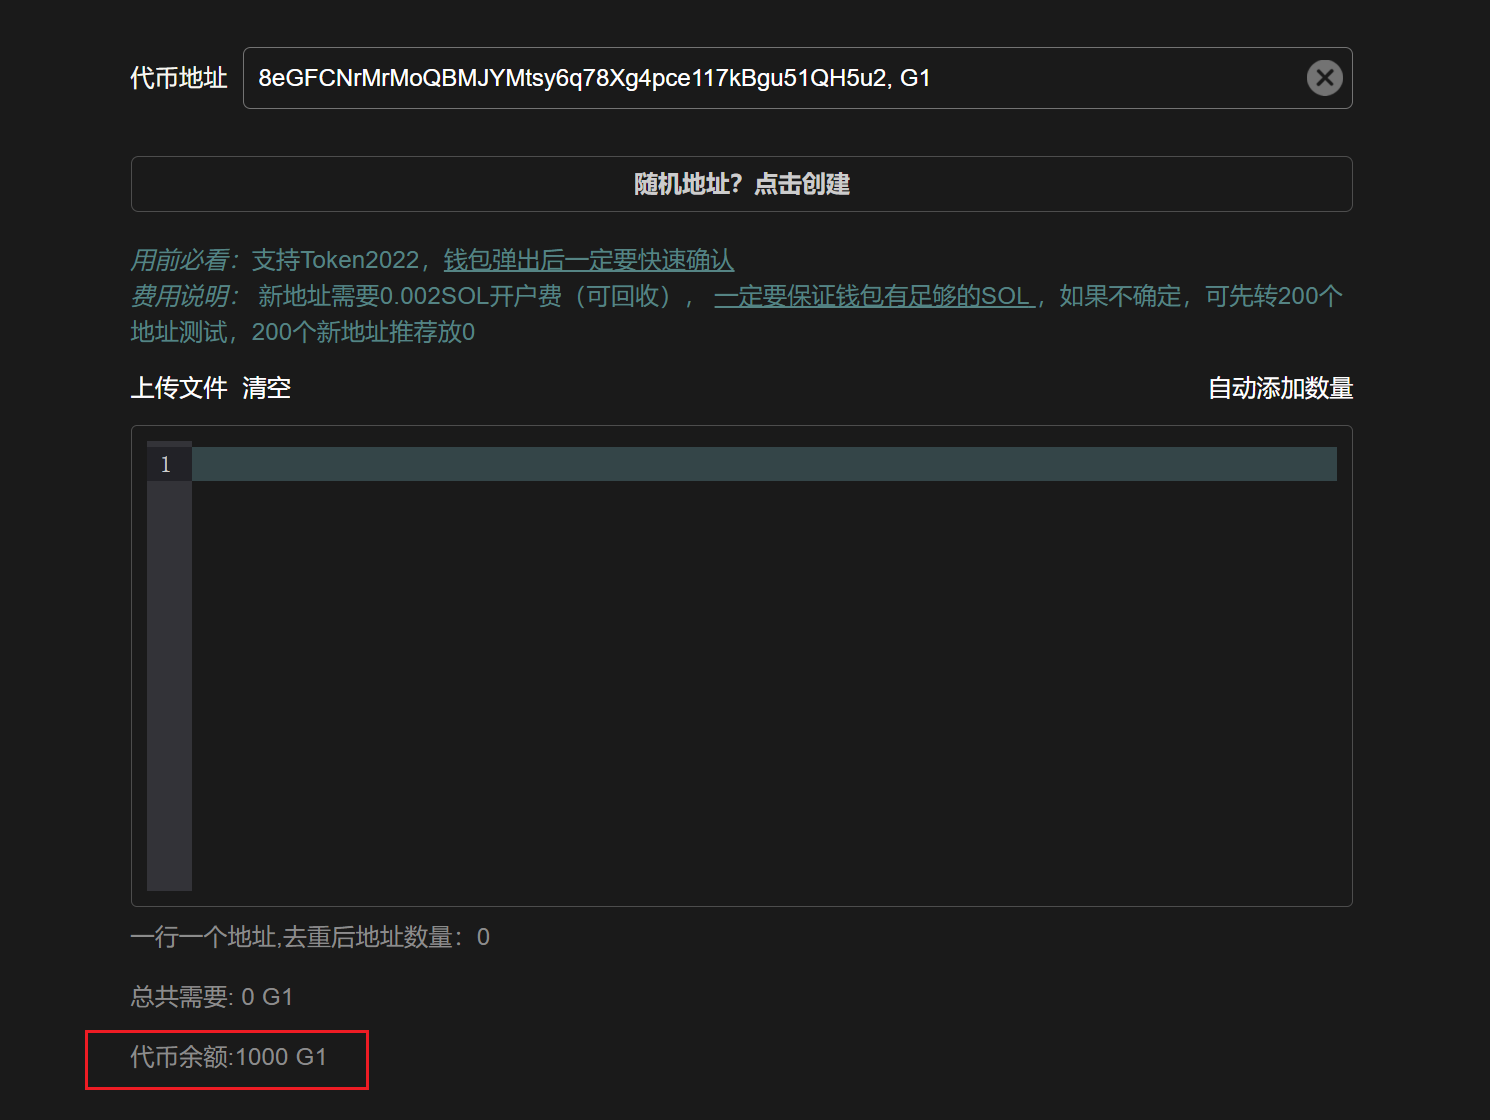 代币地址 8eGFCNrMrMoQBMJYMtsy6q78Xg4pce117kBgu51QH5u2, G1
随机地址？点击创建
用前必看：支持Token2022，钱包弹出后一定要快速确认
费用说明： 新地址需要0.002SOL开户费（可回收）， 一定要保证钱包有足够的SOL ，如果不确定，可先转200个
地址测试，200个新地址推荐放0
上传文件 清空 自动添加数量
1
一行一个地址,去重后地址数量：0
总共需要: 0 G1
代币余额:1000 G1